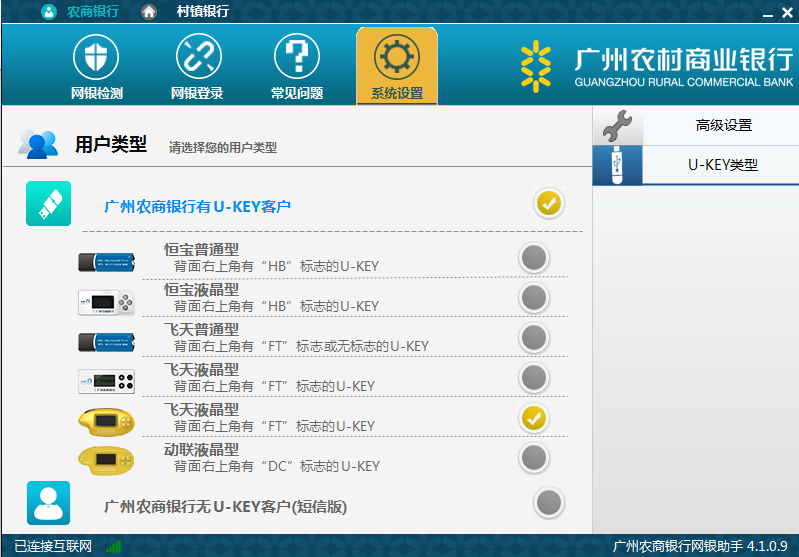 农商银行 村镇银行
网银检测 网银登录 常见问题 系统设置
广州农村商业银行
GUANGZHOU RURAL COMMERCIAL BANK
用户类型 请选择您的用户类型
高级设置
U-KEY类型
广州农商银行有U-KEY客户
恒宝普通型
背面右上角有“HB”标志的U-KEY
恒宝液晶型
背面右上角有“HB”标志的U-KEY
飞天普通型
背面右上角有“FT”标志或无标志的U-KEY
飞天液晶型
背面右上角有“FT”标志的U-KEY
飞天液晶型
背面右上角有“FT”标志的U-KEY
动联液晶型
背面右上角有“DC”标志的U-KEY
广州农商银行无U-KEY客户(短信版)
已连接互联网 广州农商银行网银助手 4.1.0.9